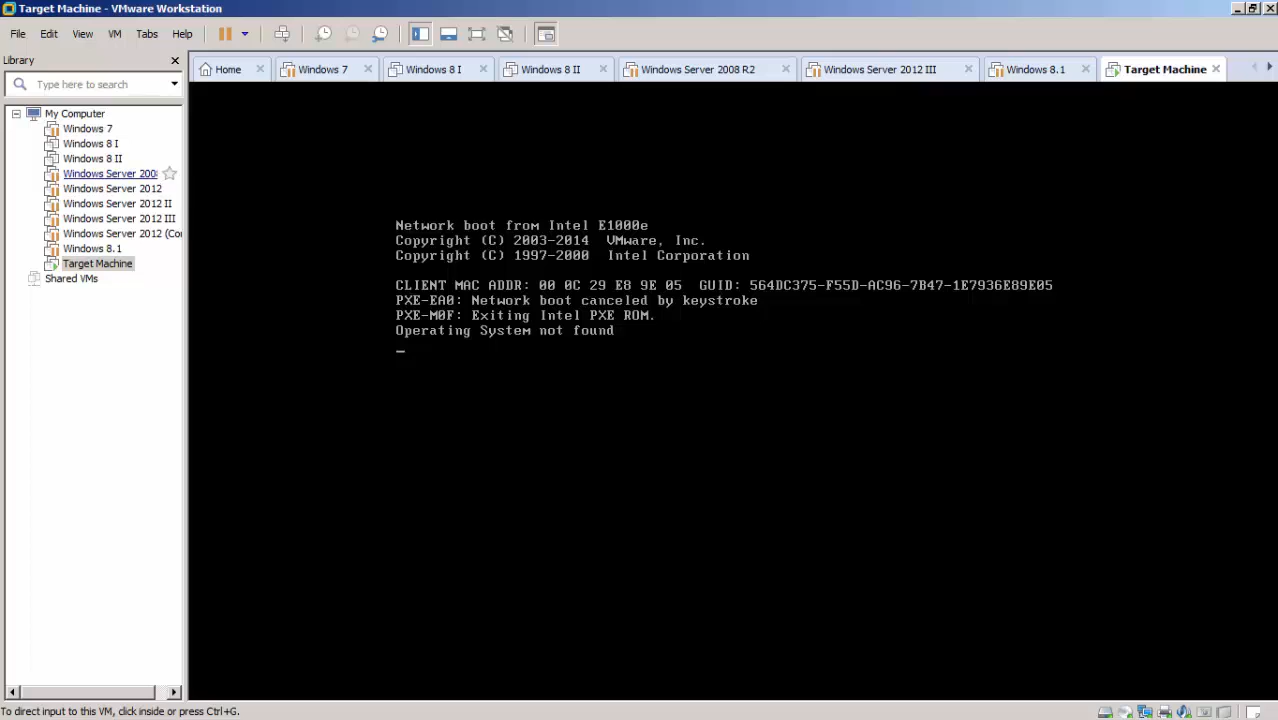 Target Machine - VMware Workstation
File Edit View VM Tabs Help
Library
Type here to search
Home Windows 7 Windows 8 I Windows 8 II Windows Server 2008 R2 Windows Server 2012 III Windows 8.1 Target Machine
My Computer
Windows 7
Windows 8 I
Windows 8 II
Windows Server 2008
Windows Server 2012
Windows Server 2012 II
Windows Server 2012 III
Windows Server 2012 (Co
Windows 8.1
Target Machine
Shared VMs
Network boot from Intel E1000e
Copyright (C) 2003-2014 VMware, Inc.
Copyright (C) 1997-2000 Intel Corporation
CLIENT MAC ADDR: 00 0C 29 E8 9E 05 GUID: 564DC375-F55D-AC96-7B47-1E7936E89E05
PXE-EA0: Network boot canceled by keystroke
PXE-M0F: Exiting Intel PXE ROM.
Operating System not found
To direct input to this VM, click inside or press Ctrl+G.